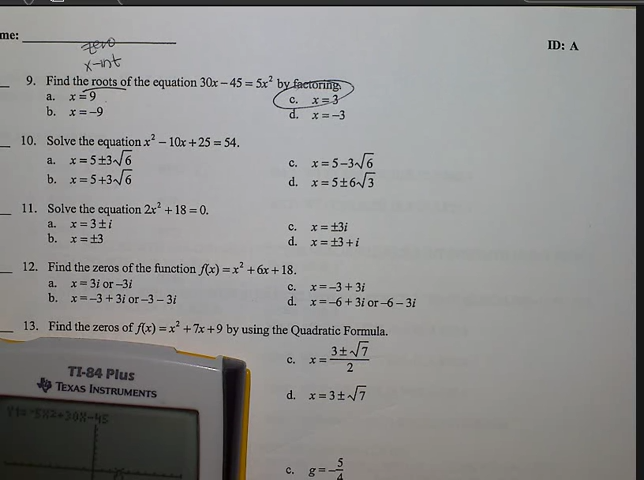 me:
ID: A
zero
x-int
9. Find the roots of the equation 30x − 45 = 5x² by factoring.
a. x = 9
c. x = 3
b. x = −9
d. x = −3
10. Solve the equation x² − 10x + 25 = 54.
a. x = 5 ± 3√6
c. x = 5 − 3√6
b. x = 5 + 3√6
d. x = 5 ± 6√3
11. Solve the equation 2x² + 18 = 0.
a. x = 3 ± i
c. x = ±3i
b. x = ±3
d. x = ±3 + i
12. Find the zeros of the function f(x) = x² + 6x + 18.
a. x = 3i or −3i
c. x = −3 + 3i
b. x = −3 + 3i or −3 − 3i
d. x = −6 + 3i or −6 − 3i
13. Find the zeros of f(x) = x² + 7x + 9 by using the Quadratic Formula.
c. x = (3 ± √7)/2
d. x = 3 ± √7
TI-84 Plus
TEXAS INSTRUMENTS
Y1=-5X2+30X-45
c. g = −5/4